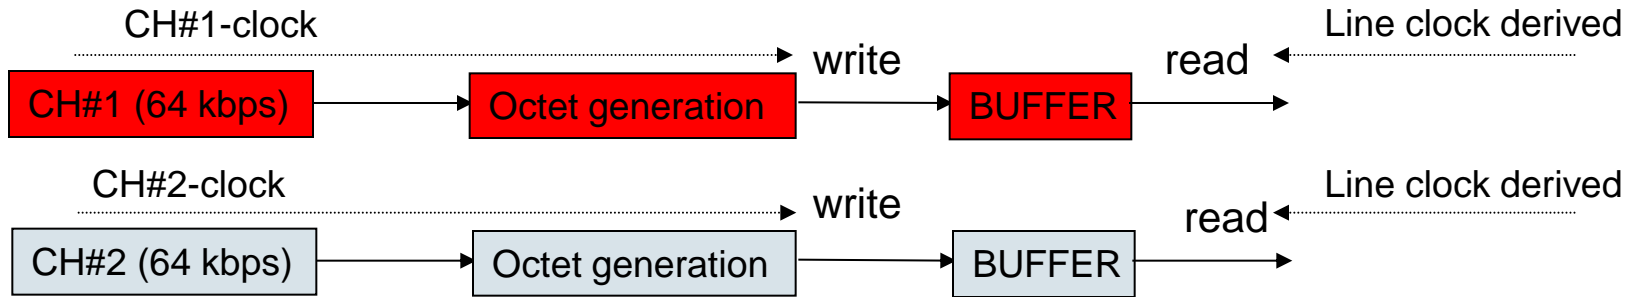 CH#1-clock
Line clock derived
write
read
CH#1 (64 kbps)
Octet generation
BUFFER
CH#2-clock
Line clock derived
write
read
CH#2 (64 kbps)
Octet generation
BUFFER